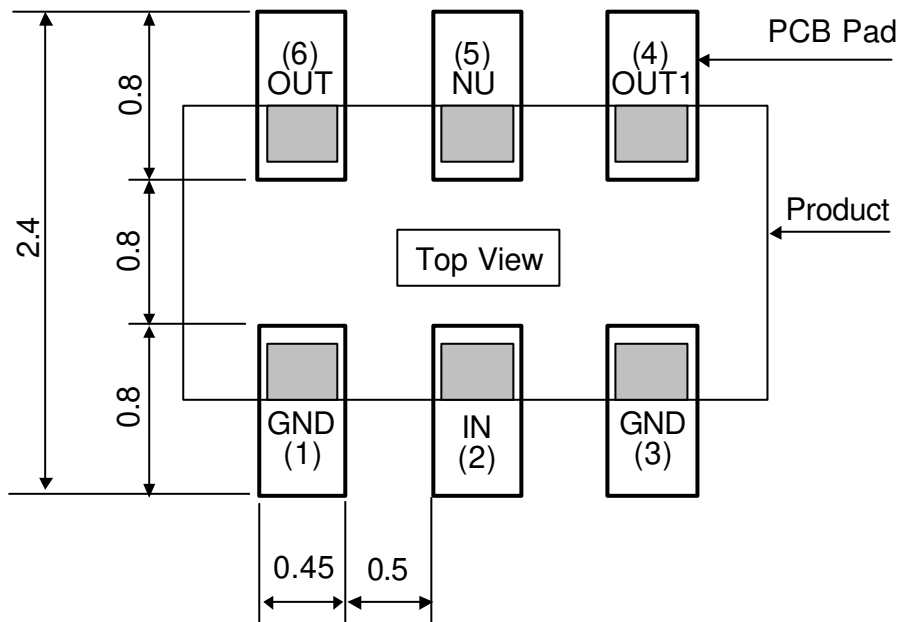 (6)
OUT
(5)
NU
(4)
OUT1
PCB Pad
0.8
2.4
0.8
Top View
Product
0.8
GND
(1)
IN
(2)
GND
(3)
0.45
0.5